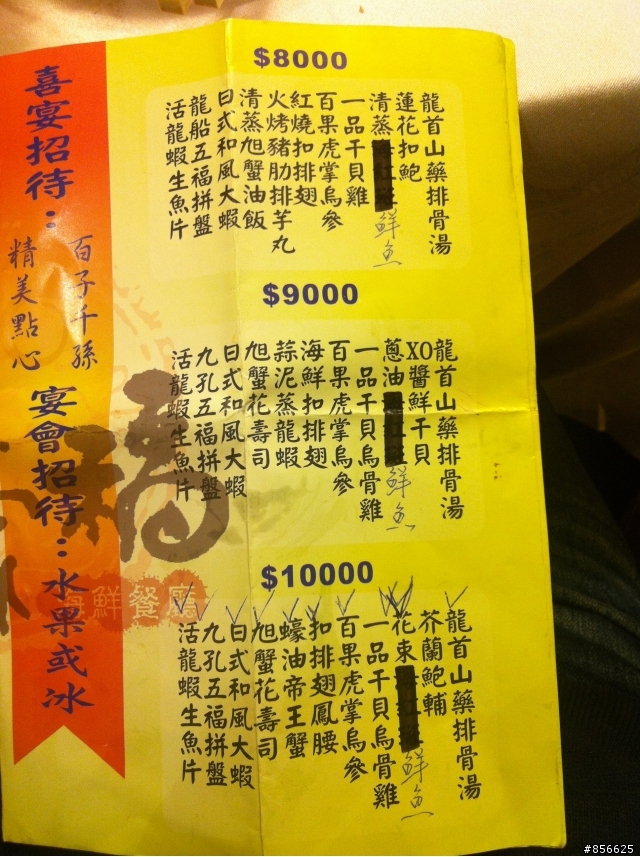 喜宴招待：
百子千孫
精美點心
宴會招待：水果或冰
福
海鮮餐廳
$8000
活龍蝦生魚片
龍船五福拼盤
日式和風大蝦
清蒸旭蟹油飯
火烤豬肋排芋丸
紅燒扣排翅
百果虎掌烏參
一品干貝雞
清蒸鮮魚
蓮花扣鮑
龍首山藥排骨湯
$9000
活龍蝦生魚片
九孔五福拼盤
日式和風大蝦
旭蟹花壽司
蒜泥蒸龍蝦
海鮮扣排翅
百果虎掌烏參
一品干貝烏骨雞
蔥油鮮魚
XO醬鮮干貝
龍首山藥排骨湯
$10000
活龍蝦生魚片
九孔五福拼盤
日式和風大蝦
旭蟹花壽司
蠔油帝王蟹
扣排翅鳳腰
百果虎掌烏參
一品干貝烏骨雞
花東鮮魚
芥蘭鮑輔
龍首山藥排骨湯
#856625